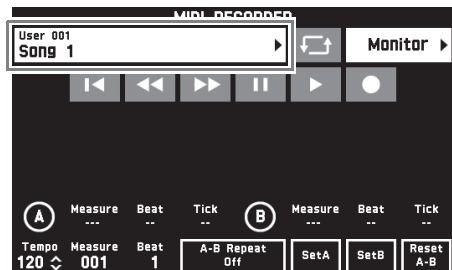 MIDI RECORDER
User 001
Song 1
Monitor
A
Measure Beat Tick
--- -- --
B
Measure Beat Tick
--- -- --
Tempo Measure Beat
120 001 1
A-B Repeat
Off
SetA
SetB
Reset
A-B